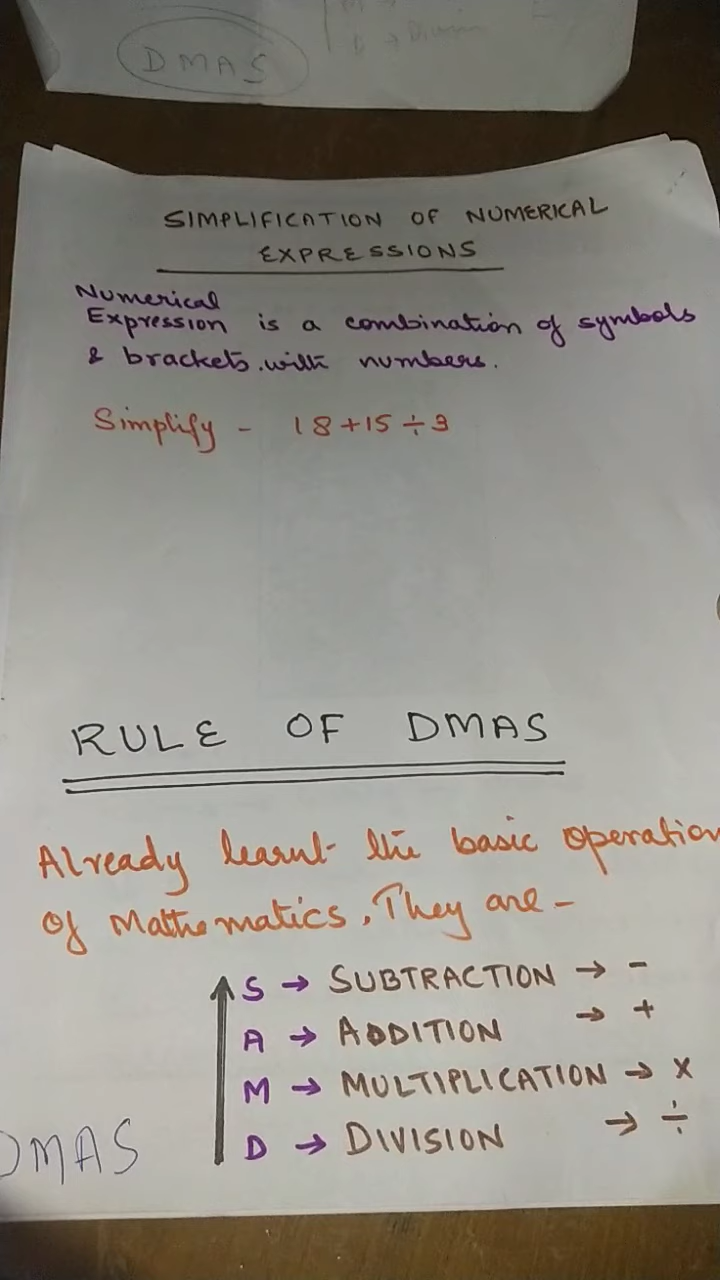 DMAS
SIMPLIFICATION OF NUMERICAL
EXPRESSIONS
Numerical
Expression is a combination of symbols
& brackets with numbers.
Simplify - 18+15÷3
RULE OF DMAS
Already learnt the basic operation
of Mathematics. They are -
S → SUBTRACTION → -
A → ADDITION → +
M → MULTIPLICATION → ×
D → DIVISION → ÷
DMAS